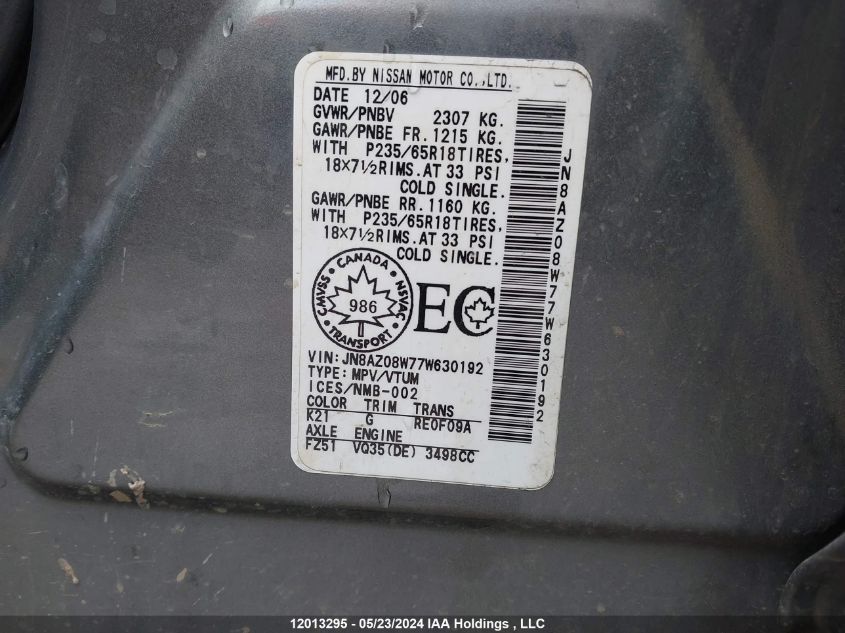 MFD.BY NISSAN MOTOR CO.,LTD.
DATE 12/06
GVWR/PNBV 2307 KG.
GAWR/PNBE FR. 1215 KG.
WITH P235/65R18TIRES,
18×7½RIMS.AT 33 PSI
COLD SINGLE.
GAWR/PNBE RR. 1160 KG.
WITH P235/65R18TIRES,
18×7½RIMS.AT 33 PSI
COLD SINGLE.
CANADA
CMVSS
NSVAC
986
TRANSPORT
EC
VIN:JN8AZ08W77W630192
TYPE:MPV/VTUM
ICES/NMB-002
COLOR TRIM TRANS
K21 G RE0F09A
AXLE ENGINE
FZ51 VQ35(DE) 3498CC
JN8AZ08W77W630192
12013295 - 05/23/2024 IAA Holdings , LLC